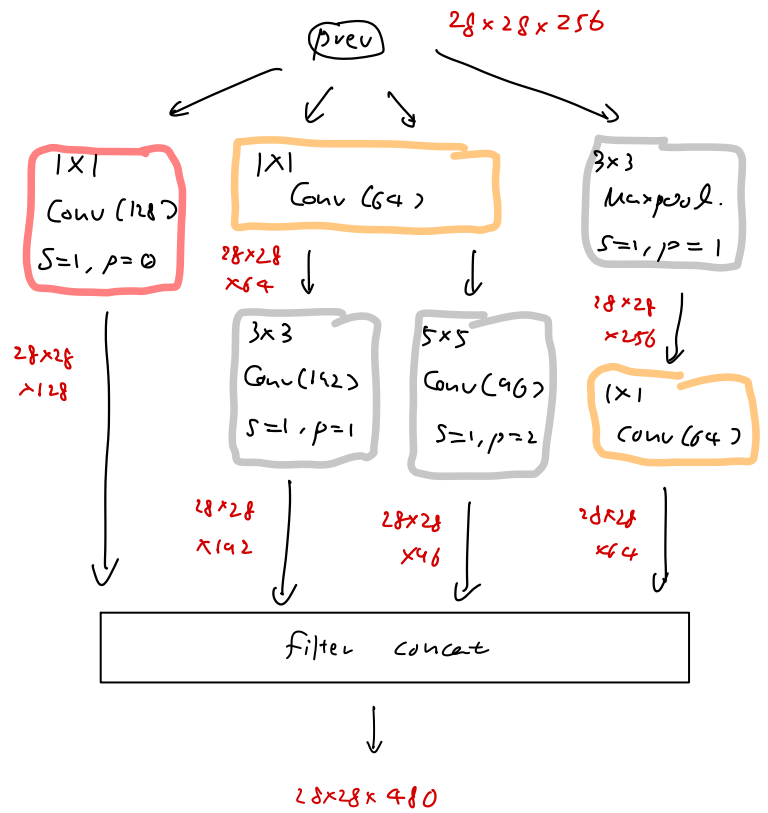 28×28×256
prev
1×1
Conv(128)
S=1, p=0
1×1
Conv(64)
3×3
Maxpool.
S=1, p=1
28×28
×64
28×28
×256
28×28
×128
3×3
Conv(192)
S=1, p=1
5×5
Conv(96)
S=1, p=2
1×1
Conv(64)
28×28
×192
28×28
×96
28×28
×64
filter concat
28×28×480